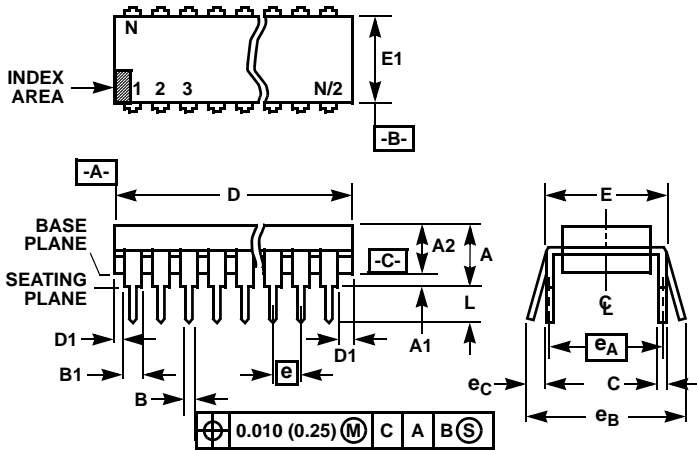 N
INDEX
AREA
1 2 3 N/2
E1
-B-
-A-
D
E
BASE
PLANE
A2
A
-C-
SEATING
PLANE
L
C
L
D1
D1
A1
eA
B1
e
eC
C
B
eB
0.010 (0.25) M C A B S